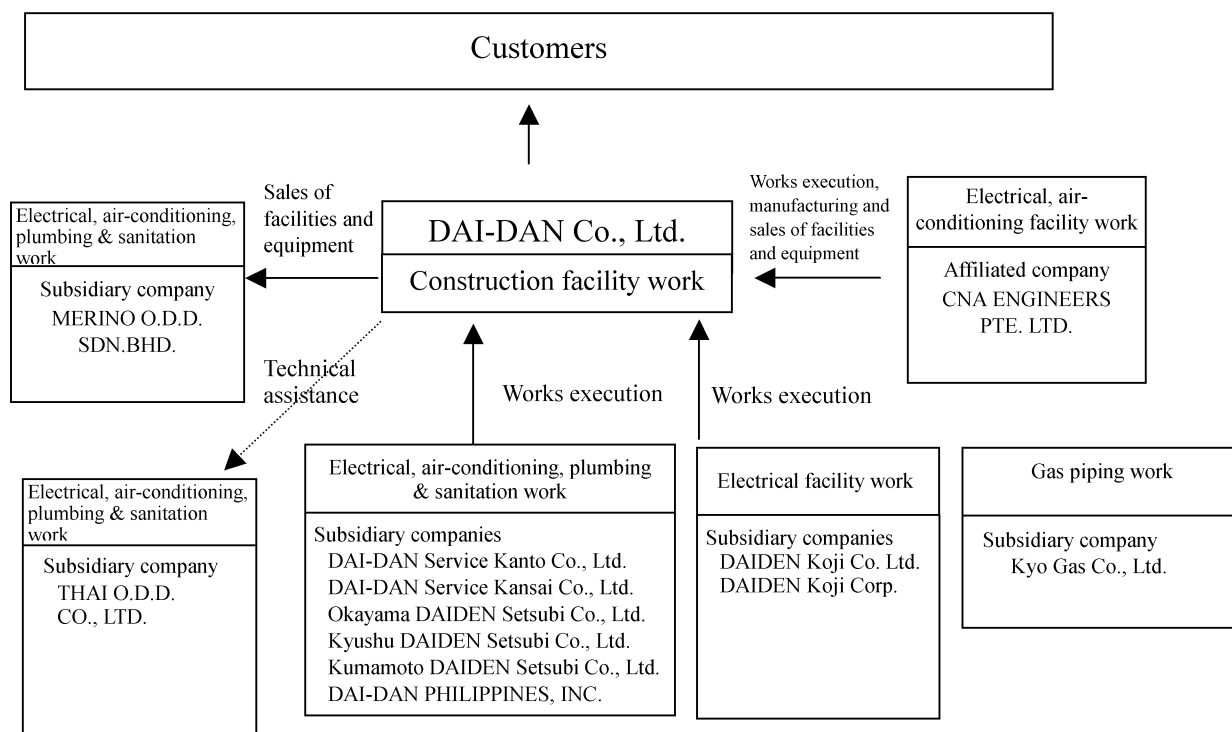 Customers
Sales of
facilities and
equipment
Works execution,
manufacturing and
sales of facilities
and equipment
Electrical, air-conditioning,
plumbing & sanitation
work
Subsidiary company
MERINO O.D.D.
SDN.BHD.
DAI-DAN Co., Ltd.
Construction facility work
Electrical, air-
conditioning facility work
Affiliated company
CNA ENGINEERS
PTE. LTD.
Technical
assistance
Works execution
Works execution
Electrical, air-conditioning,
plumbing & sanitation
work
Subsidiary company
THAI O.D.D.
CO., LTD.
Electrical, air-conditioning, plumbing
& sanitation work
Subsidiary companies
DAI-DAN Service Kanto Co., Ltd.
DAI-DAN Service Kansai Co., Ltd.
Okayama DAIDEN Setsubi Co., Ltd.
Kyushu DAIDEN Setsubi Co., Ltd.
Kumamoto DAIDEN Setsubi Co., Ltd.
DAI-DAN PHILIPPINES, INC.
Electrical facility work
Subsidiary companies
DAIDEN Koji Co. Ltd.
DAIDEN Koji Corp.
Gas piping work
Subsidiary company
Kyo Gas Co., Ltd.